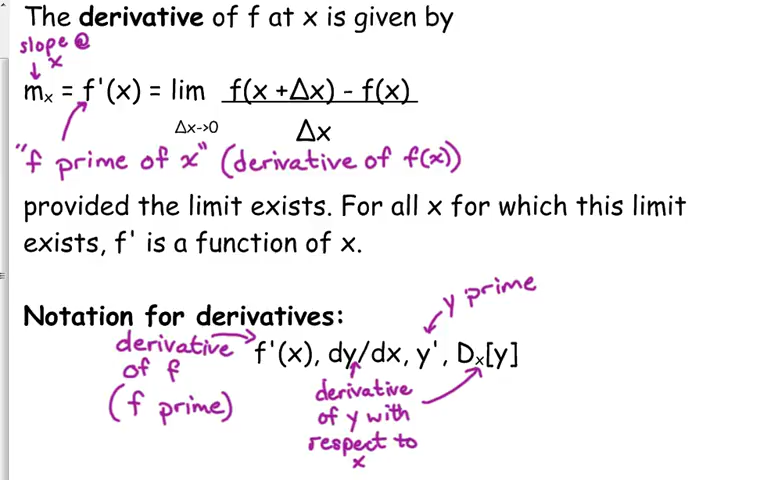 The derivative of f at x is given by
slope @
x
mₓ = f'(x) = lim f(x +Δx) - f(x)
Δx->0 Δx
"f prime of x" (derivative of f(x))
provided the limit exists. For all x for which this limit
exists, f' is a function of x.
y prime
Notation for derivatives:
derivative
of f
(f prime)
f'(x), dy/dx, y', Dₓ[y]
derivative
of y with
respect to
x